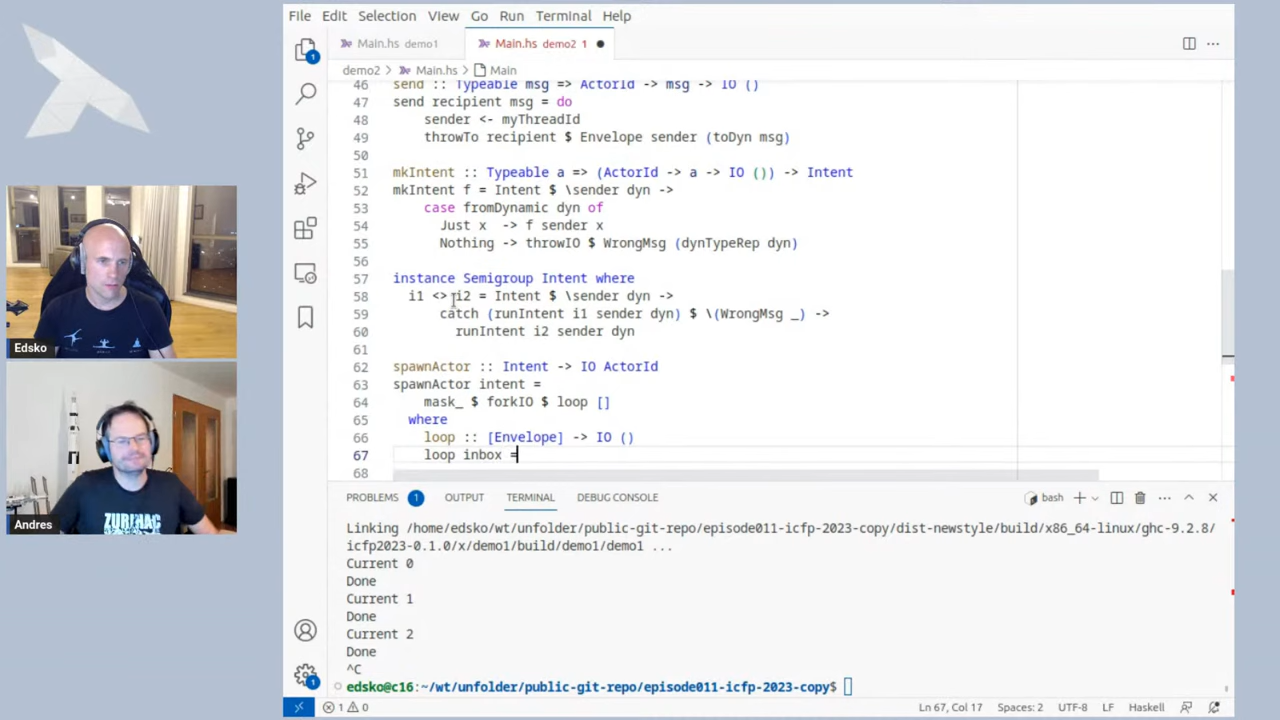 File Edit Selection View Go Run Terminal Help
Main.hs demo1
Main.hs demo2 1
demo2 > Main.hs > Main
46 send :: Typeable msg => ActorId -> msg -> IO ()
47 send recipient msg = do
48 sender <- myThreadId
49 throwTo recipient $ Envelope sender (toDyn msg)
50
51 mkIntent :: Typeable a => (ActorId -> a -> IO ()) -> Intent
52 mkIntent f = Intent $ \sender dyn ->
53 case fromDynamic dyn of
54 Just x -> f sender x
55 Nothing -> throwIO $ WrongMsg (dynTypeRep dyn)
56
57 instance Semigroup Intent where
58 i1 <> i2 = Intent $ \sender dyn ->
59 catch (runIntent i1 sender dyn) $ \(WrongMsg _) ->
60 runIntent i2 sender dyn
61
62 spawnActor :: Intent -> IO ActorId
63 spawnActor intent =
64 mask_ $ forkIO $ loop []
65 where
66 loop :: [Envelope] -> IO ()
67 loop inbox =
68
Edsko
Andres
ZURIHAC
PROBLEMS 1 OUTPUT TERMINAL DEBUG CONSOLE
bash
Linking /home/edsko/wt/unfolder/public-git-repo/episode011-icfp-2023-copy/dist-newstyle/build/x86_64-linux/ghc-9.2.8/
icfp2023-0.1.0/x/demo1/build/demo1/demo1 ...
Current 0
Done
Current 1
Done
Current 2
Done
^C
edsko@c16:~/wt/unfolder/public-git-repo/episode011-icfp-2023-copy$
1
1
1 0
Ln 67, Col 17 Spaces: 2 UTF-8 LF Haskell